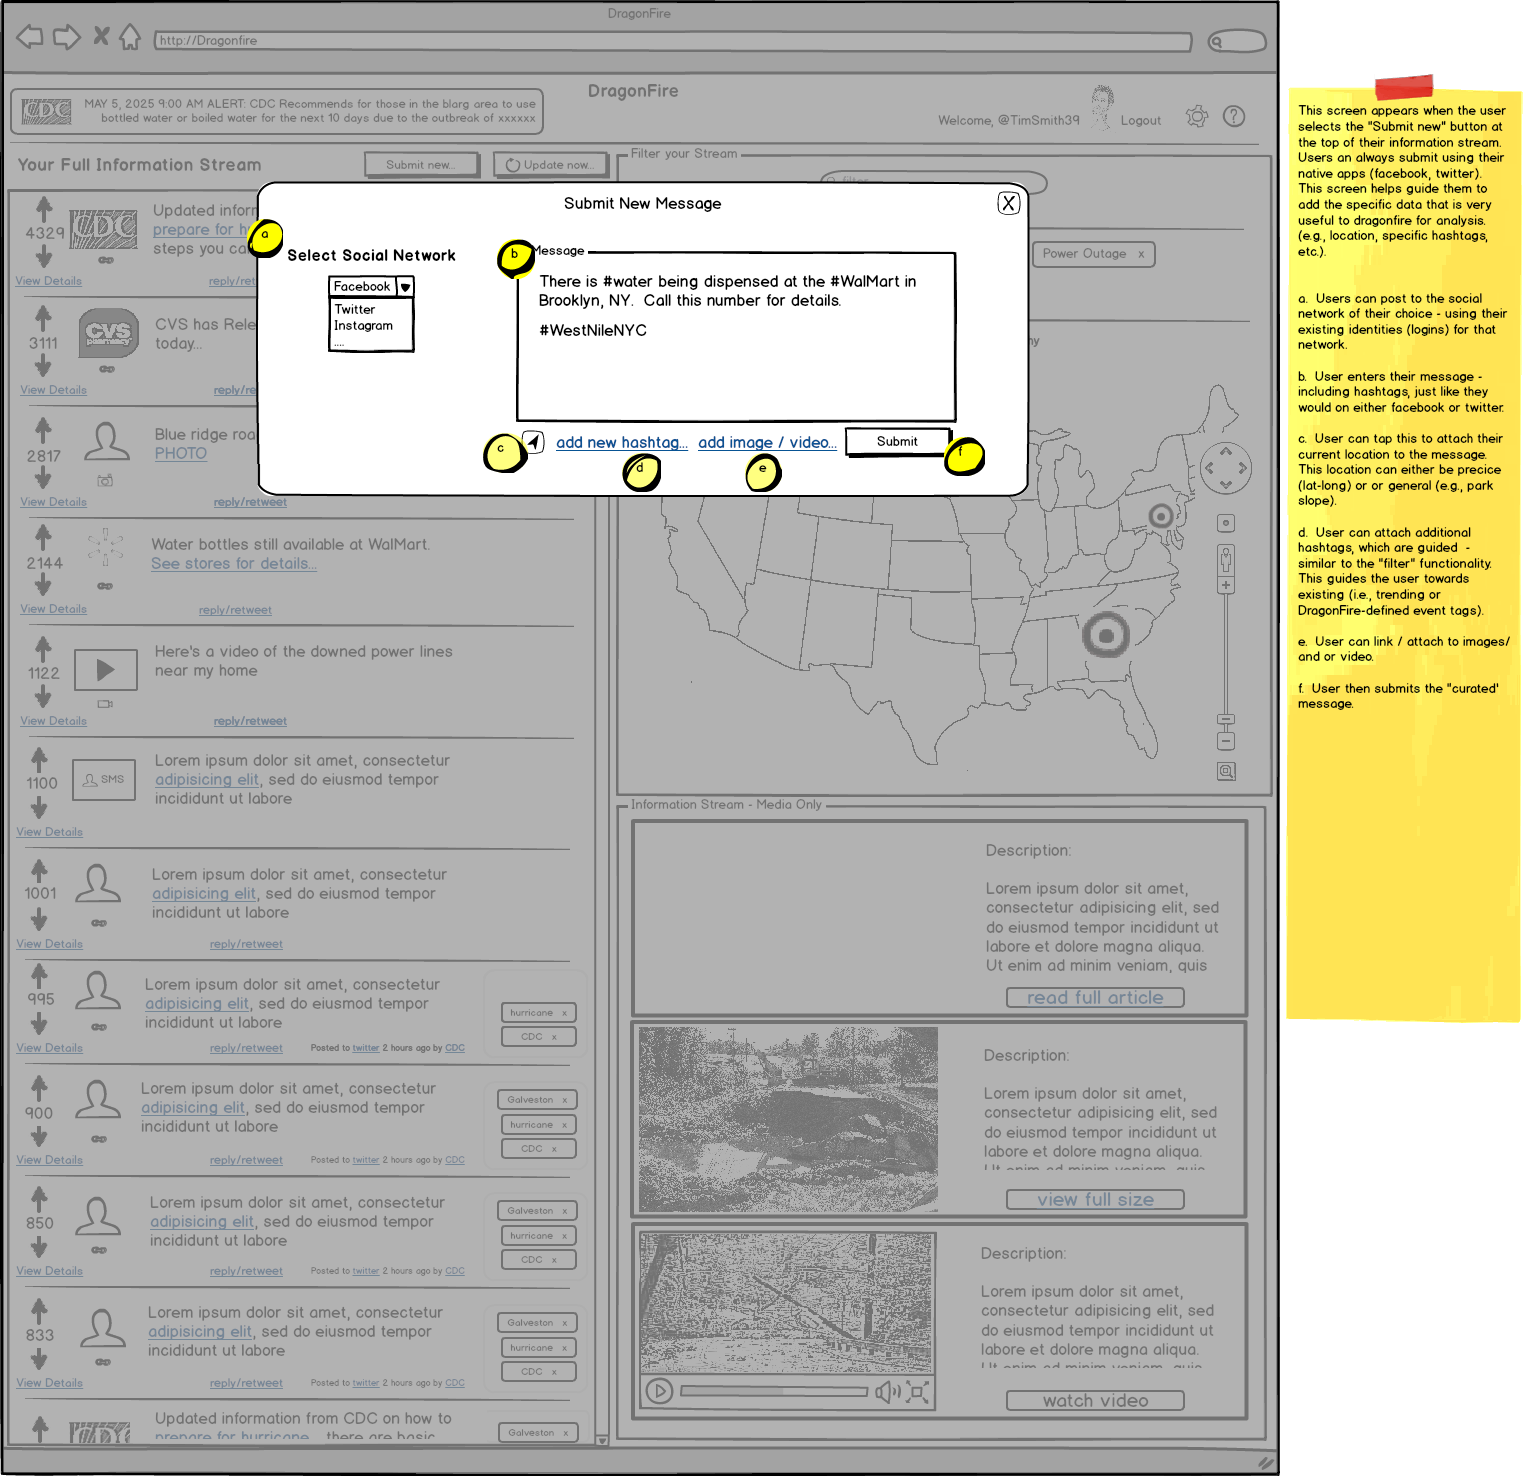 DragonFire
http://Dragonfire
DragonFire
CDC
MAY 5, 2025 9:00 AM ALERT: CDC Recommends for those in the blarg area to use
bottled water or boiled water for the next 10 days due to the outbreak of xxxxxx
Welcome, @TimSmith39
Logout
Your Full Information Stream
Submit new...
Update now...
Filter your Stream
filter
Power Outage x
Submit New Message
X
a
Select Social Network
Facebook
Twitter
Instagram
....
b
Message
There is #water being dispensed at the #WalMart in
Brooklyn, NY.  Call this number for details.
#WestNileNYC
c
add new hashtag...
add image / video...
Submit
d
e
f
4329
CDC
Updated infor
prepare for h
steps you ca
View Details
reply/ret
3111
CVS
pharmacy
CVS has Rele
today...
View Details
reply/re
2817
Blue ridge roa
PHOTO
View Details
reply/retweet
2144
Water bottles still available at WalMart.
See stores for details...
View Details
reply/retweet
1122
Here's a video of the downed power lines
near my home
View Details
reply/retweet
1100
SMS
Lorem ipsum dolor sit amet, consectetur
adipisicing elit, sed do eiusmod tempor
incididunt ut labore
View Details
1001
Lorem ipsum dolor sit amet, consectetur
adipisicing elit, sed do eiusmod tempor
incididunt ut labore
View Details
reply/retweet
995
Lorem ipsum dolor sit amet, consectetur
adipisicing elit, sed do eiusmod tempor
incididunt ut labore
hurricane x
CDC x
View Details
reply/retweet
Posted to twitter 2 hours ago by CDC
900
Lorem ipsum dolor sit amet, consectetur
adipisicing elit, sed do eiusmod tempor
incididunt ut labore
Galveston x
hurricane x
CDC x
View Details
reply/retweet
Posted to twitter 2 hours ago by CDC
850
Lorem ipsum dolor sit amet, consectetur
adipisicing elit, sed do eiusmod tempor
incididunt ut labore
Galveston x
hurricane x
CDC x
View Details
reply/retweet
Posted to twitter 2 hours ago by CDC
833
Lorem ipsum dolor sit amet, consectetur
adipisicing elit, sed do eiusmod tempor
incididunt ut labore
Galveston x
hurricane x
CDC x
View Details
reply/retweet
Posted to twitter 2 hours ago by CDC
CDC
Updated information from CDC on how to
prepare for hurricane... there are basic
Galveston x
Information Stream - Media Only
Description:
Lorem ipsum dolor sit amet,
consectetur adipisicing elit, sed
do eiusmod tempor incididunt ut
labore et dolore magna aliqua.
Ut enim ad minim veniam, quis
read full article
Description:
Lorem ipsum dolor sit amet,
consectetur adipisicing elit, sed
do eiusmod tempor incididunt ut
labore et dolore magna aliqua.
Ut enim ad minim veniam, quis
view full size
Description:
Lorem ipsum dolor sit amet,
consectetur adipisicing elit, sed
do eiusmod tempor incididunt ut
labore et dolore magna aliqua.
Ut enim ad minim veniam, quis
watch video
This screen appears when the user
selects the "Submit new" button at
the top of their information stream.
Users an always submit using their
native apps (facebook, twitter).
This screen helps guide them to
add the specific data that is very
useful to dragonfire for analysis.
(e.g., location, specific hashtags,
etc.).
a.  Users can post to the social
network of their choice - using their
existing identities (logins) for that
network.
b.  User enters their message -
including hashtags, just like they
would on either facebook or twitter.
c.  User can tap this to attach their
current location to the message.
This location can either be precice
(lat-long) or or general (e.g., park
slope).
d.  User can attach additional
hashtags, which are guided  -
similar to the "filter" functionality.
This guides the user towards
existing (i.e., trending or
DragonFire-defined event tags).
e.  User can link / attach to images/
and or video.
f.  User then submits the "curated'
message.